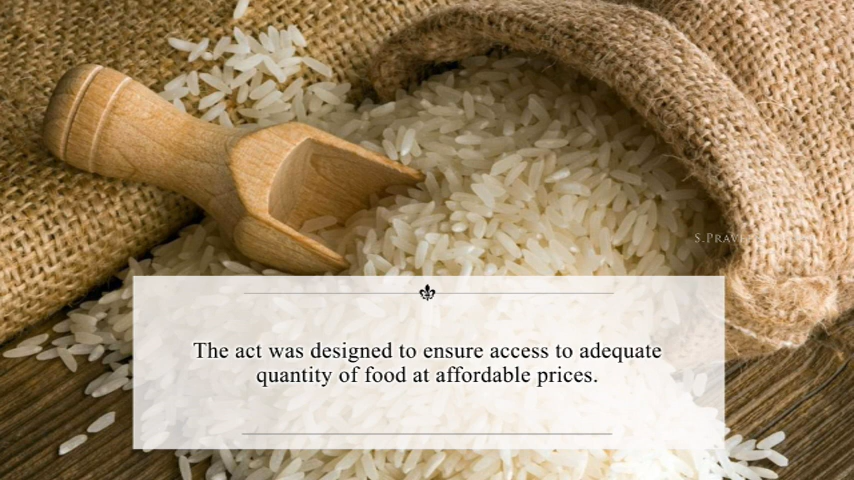 The act was designed to ensure access to adequate
quantity of food at affordable prices.